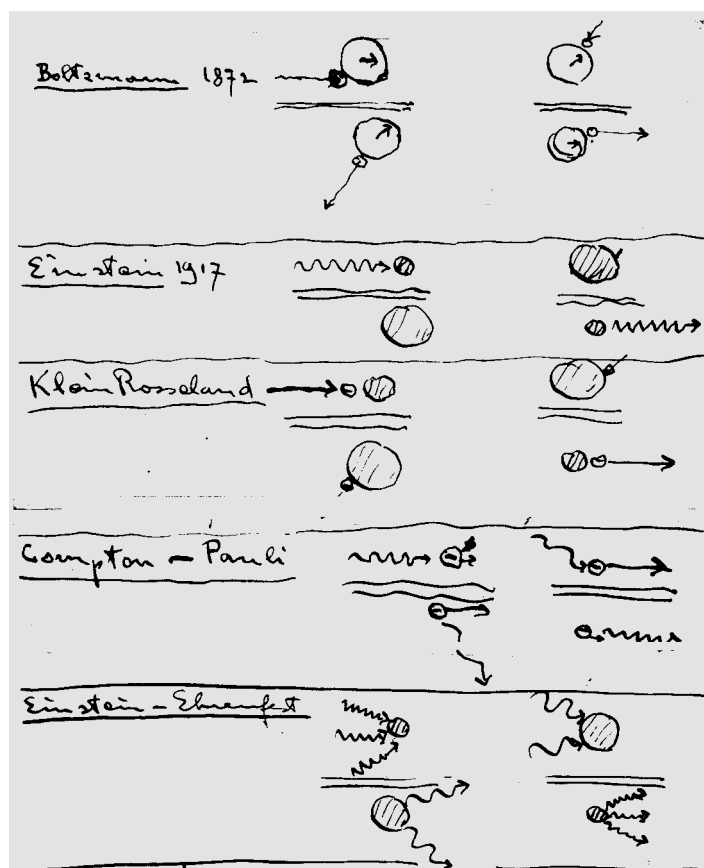 Boltzmann 1872
Einstein 1917
Klein Rosseland
Compton – Pauli
Einstein – Ehrenfest